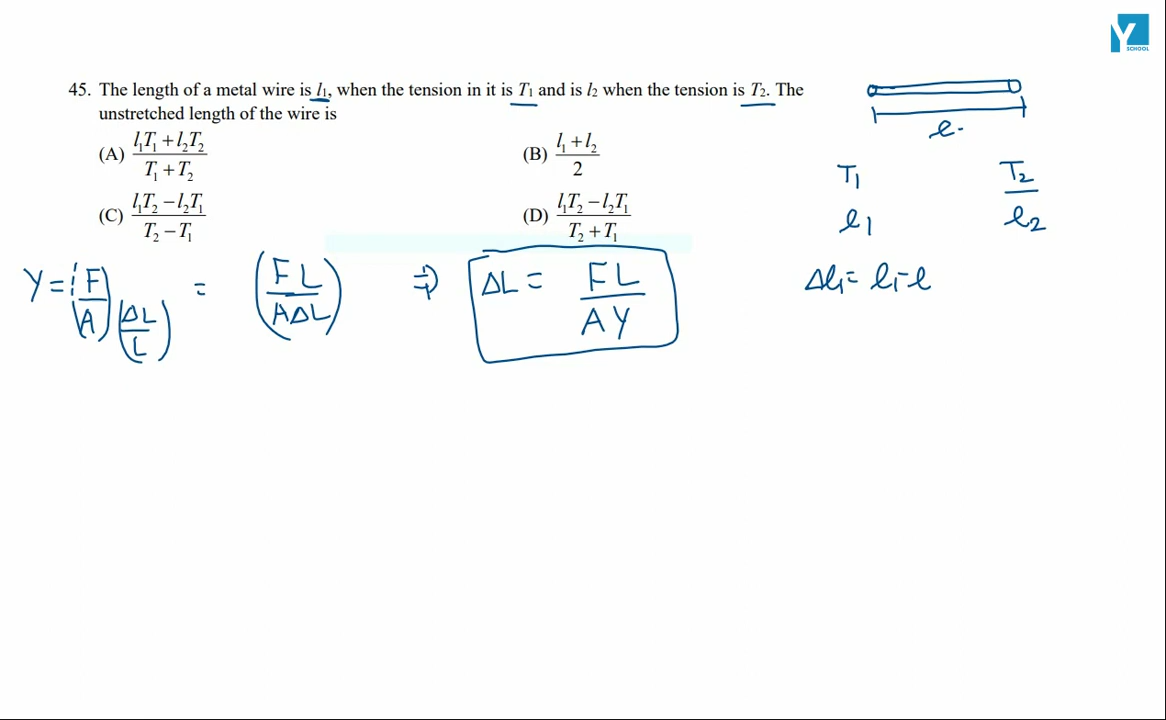 Y
SCHOOL
45. The length of a metal wire is l₁, when the tension in it is T₁ and is l₂ when the tension is T₂. The
unstretched length of the wire is
(A) (l₁T₁ + l₂T₂)/(T₁ + T₂)
(B) (l₁ + l₂)/2
(C) (l₁T₂ − l₂T₁)/(T₂ − T₁)
(D) (l₁T₂ − l₂T₁)/(T₂ + T₁)
l.
T₁ T₂
l₁ l₂
Y = (F/A)/(ΔL/L) = (FL/AΔL) ⇒ ΔL = FL/AY
Δl₁ = l₁ − l